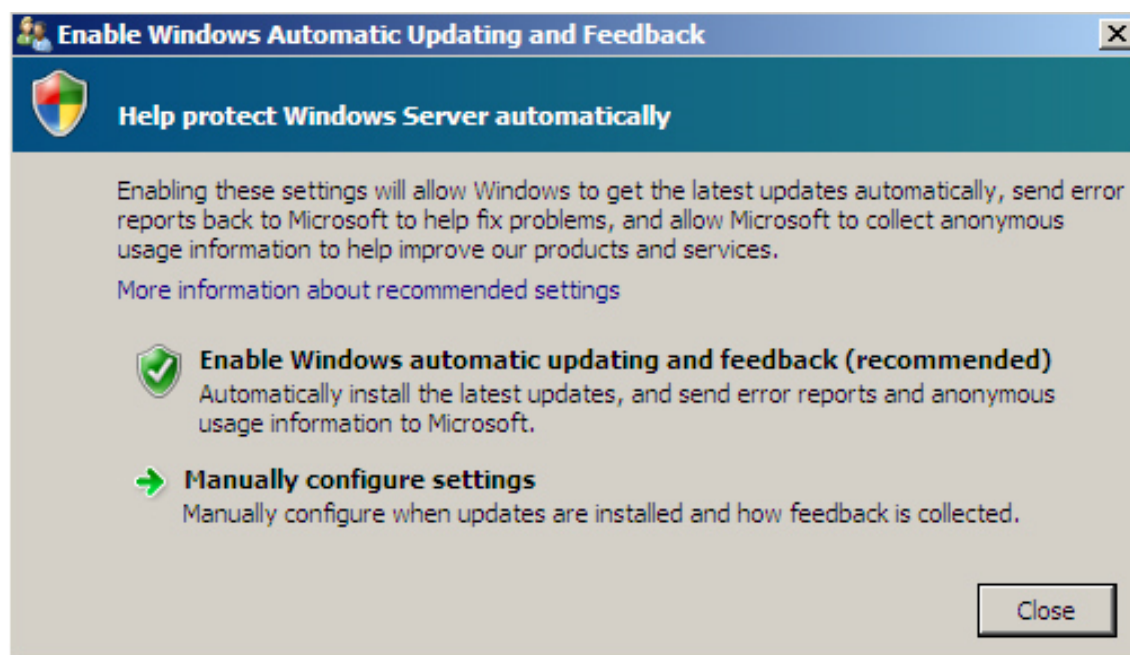 Enable Windows Automatic Updating and Feedback
Help protect Windows Server automatically
Enabling these settings will allow Windows to get the latest updates automatically, send error
reports back to Microsoft to help fix problems, and allow Microsoft to collect anonymous
usage information to help improve our products and services.
More information about recommended settings
Enable Windows automatic updating and feedback (recommended)
Automatically install the latest updates, and send error reports and anonymous
usage information to Microsoft.
Manually configure settings
Manually configure when updates are installed and how feedback is collected.
Close